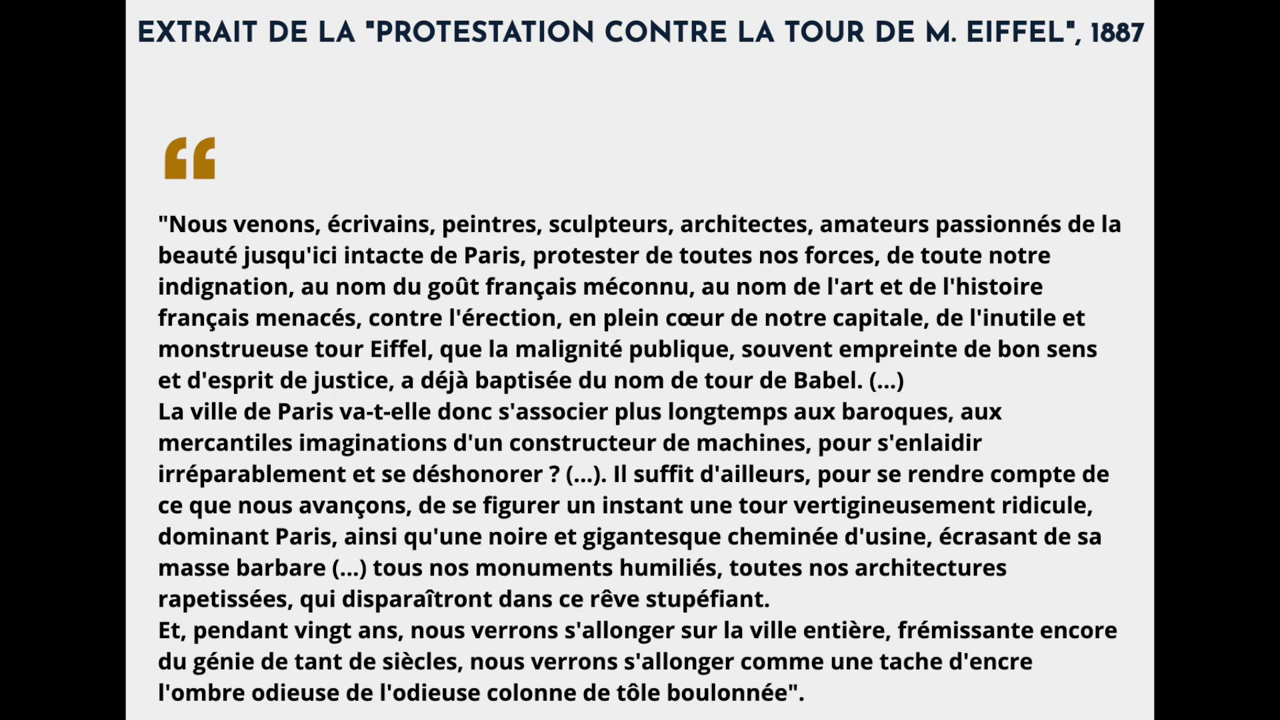 EXTRAIT DE LA "PROTESTATION CONTRE LA TOUR DE M. EIFFEL", 1887
“
"Nous venons, écrivains, peintres, sculpteurs, architectes, amateurs passionnés de la
beauté jusqu'ici intacte de Paris, protester de toutes nos forces, de toute notre
indignation, au nom du goût français méconnu, au nom de l'art et de l'histoire
français menacés, contre l'érection, en plein cœur de notre capitale, de l'inutile et
monstrueuse tour Eiffel, que la malignité publique, souvent empreinte de bon sens
et d'esprit de justice, a déjà baptisée du nom de tour de Babel. (...)
La ville de Paris va-t-elle donc s'associer plus longtemps aux baroques, aux
mercantiles imaginations d'un constructeur de machines, pour s'enlaidir
irréparablement et se déshonorer ? (...). Il suffit d'ailleurs, pour se rendre compte de
ce que nous avançons, de se figurer un instant une tour vertigineusement ridicule,
dominant Paris, ainsi qu'une noire et gigantesque cheminée d'usine, écrasant de sa
masse barbare (...) tous nos monuments humiliés, toutes nos architectures
rapetissées, qui disparaîtront dans ce rêve stupéfiant.
Et, pendant vingt ans, nous verrons s'allonger sur la ville entière, frémissante encore
du génie de tant de siècles, nous verrons s'allonger comme une tache d'encre
l'ombre odieuse de l'odieuse colonne de tôle boulonnée".